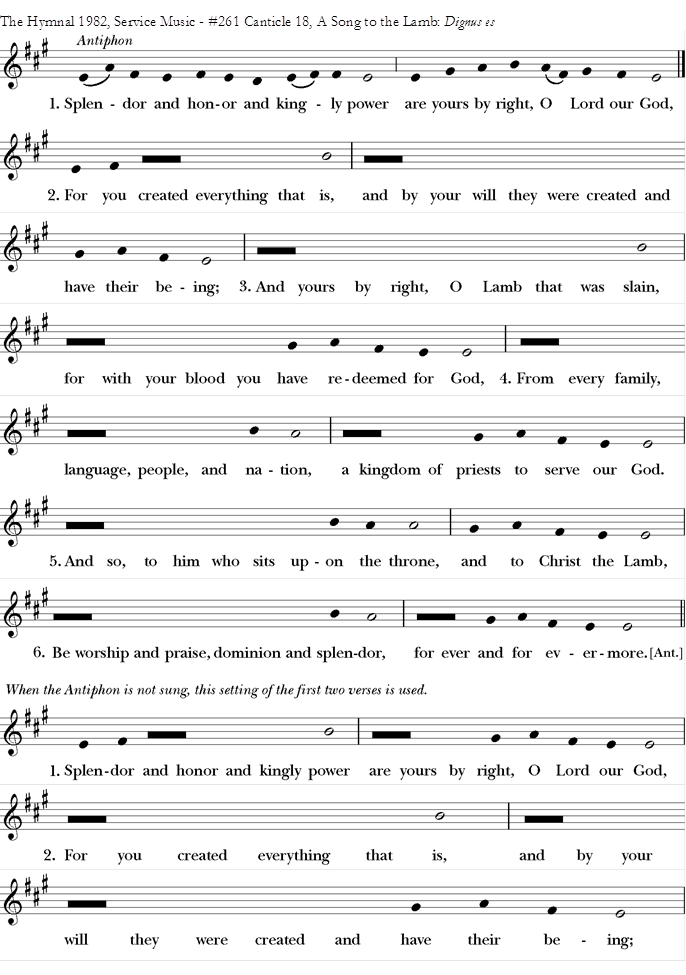 The Hymnal 1982, Service Music - #261 Canticle 18, A Song to the Lamb: Dignus es
Antiphon
1. Splen - dor and hon-or and king - ly power are yours by right, O Lord our God,
2. For you created everything that is, and by your will they were created and
have their be - ing; 3. And yours by right, O Lamb that was slain,
for with your blood you have re-deemed for God, 4. From every family,
language, people, and na - tion, a kingdom of priests to serve our God.
5. And so, to him who sits up - on the throne, and to Christ the Lamb,
6. Be worship and praise, dominion and splen-dor, for ever and for ev - er-more. [Ant.]
When the Antiphon is not sung, this setting of the first two verses is used.
1. Splen-dor and honor and kingly power are yours by right, O Lord our God,
2. For you created everything that is, and by your
will they were created and have their be - ing;